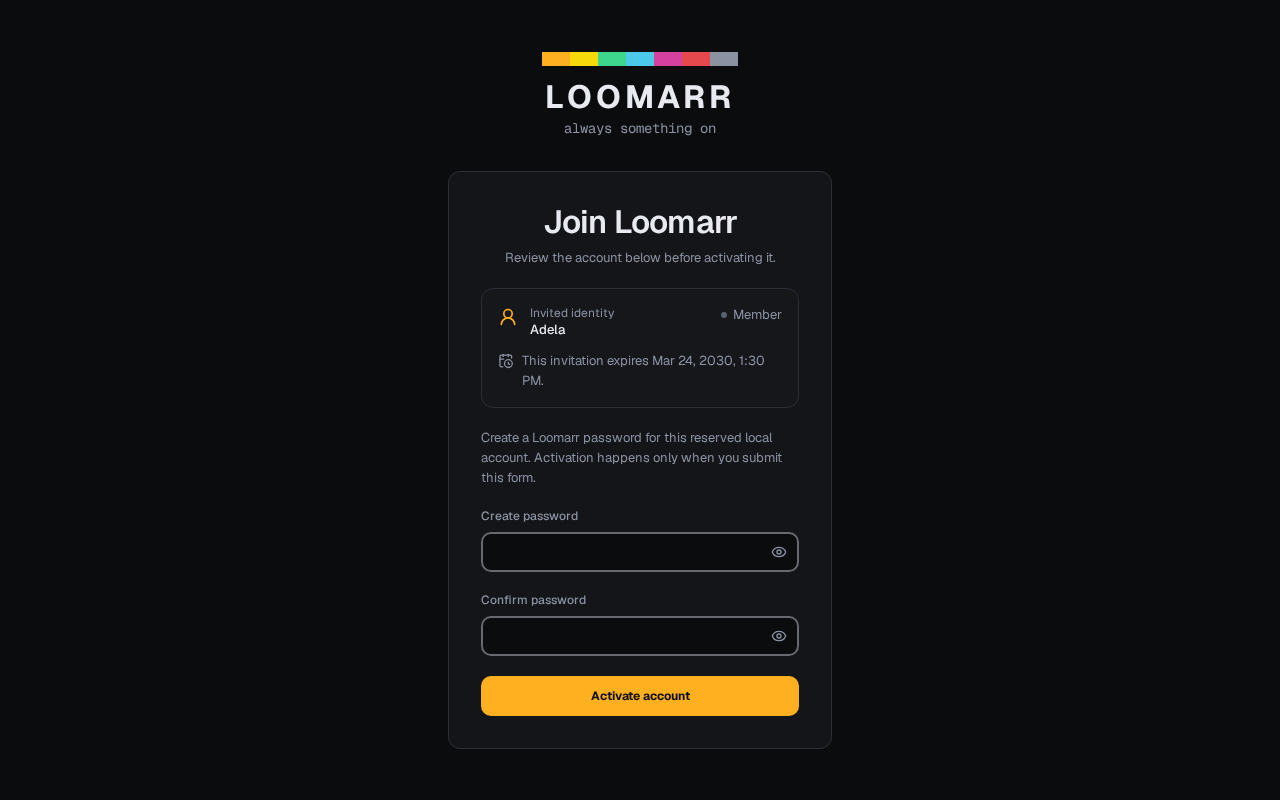 LOOMARR
always something on
Join Loomarr
Review the account below before activating it.
Invited identity
Member
Adela
This invitation expires Mar 24, 2030, 1:30
PM.
Create a Loomarr password for this reserved local
account. Activation happens only when you submit
this form.
Create password
Confirm password
Activate account